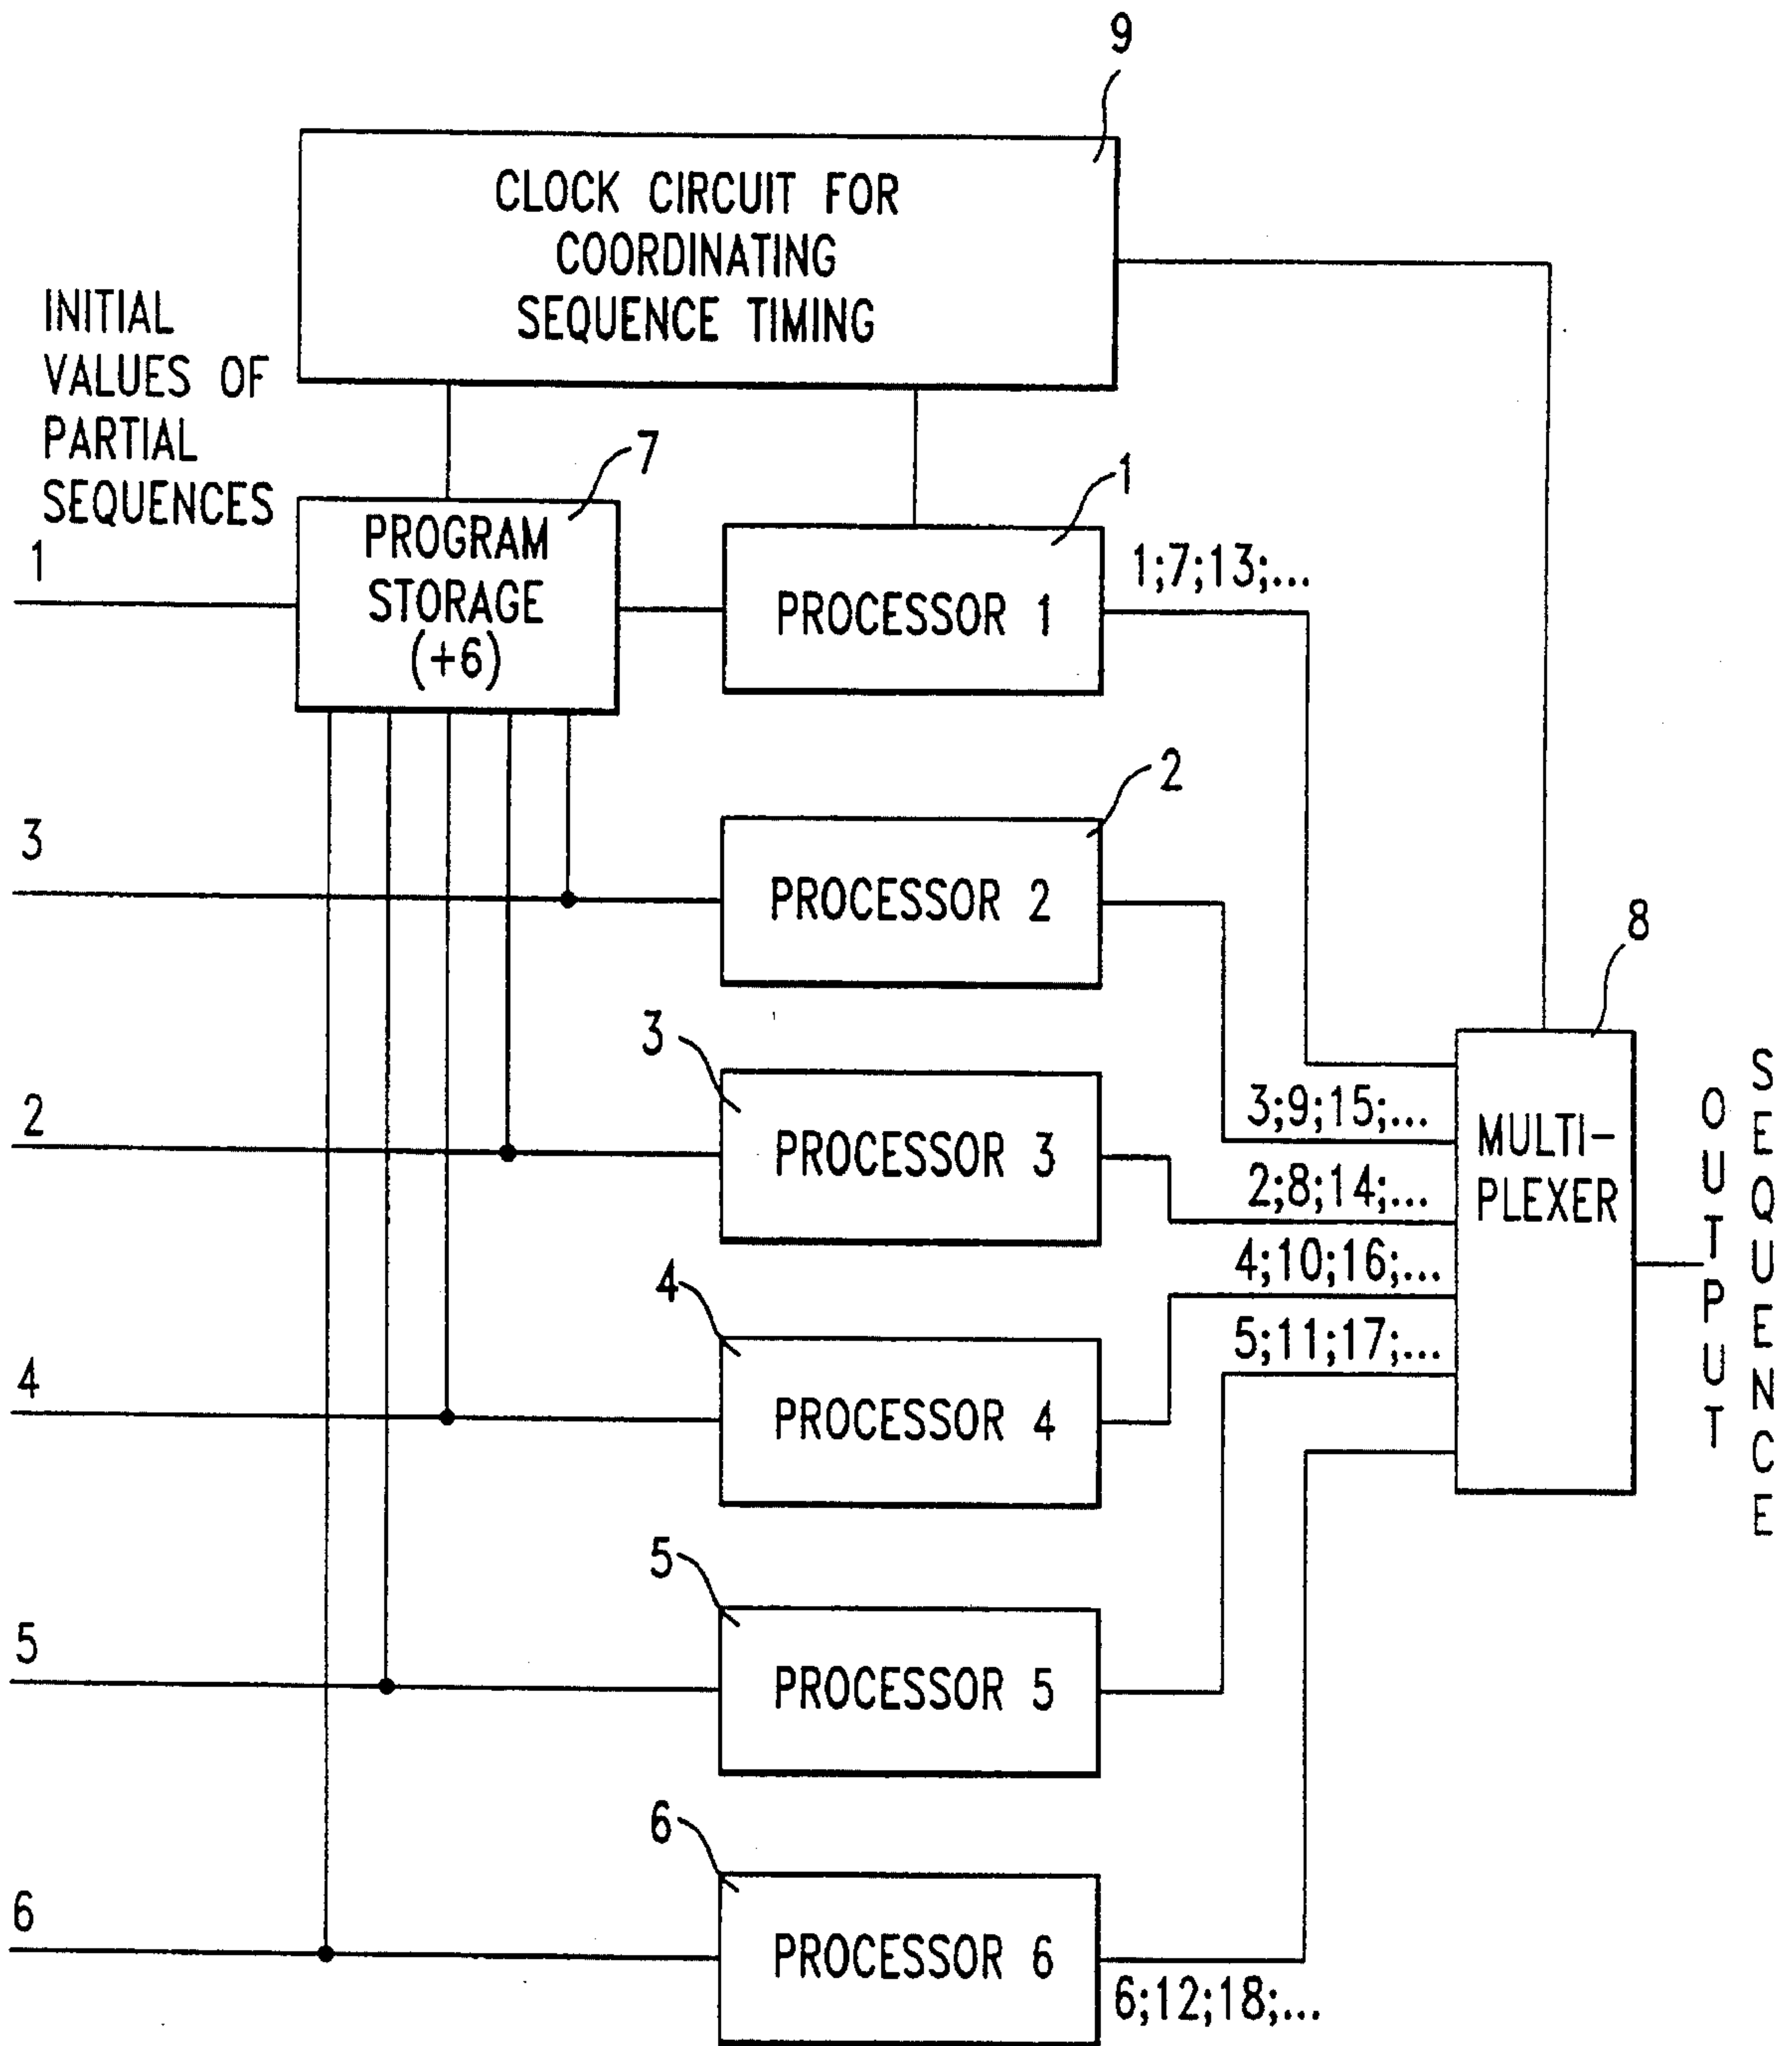 9
CLOCK CIRCUIT FOR
COORDINATING
SEQUENCE TIMING
INITIAL
VALUES OF
PARTIAL
SEQUENCES
1
7
PROGRAM
STORAGE
(+6)
1
PROCESSOR 1
1;7;13;...
3
2
PROCESSOR 2
3;9;15;...
2
3
PROCESSOR 3
2;8;14;...
8
MULTI-
PLEXER
OUTPUT
SEQUENCE
4
4
PROCESSOR 4
4;10;16;...
5
5
PROCESSOR 5
5;11;17;...
6
6
PROCESSOR 6
6;12;18;...